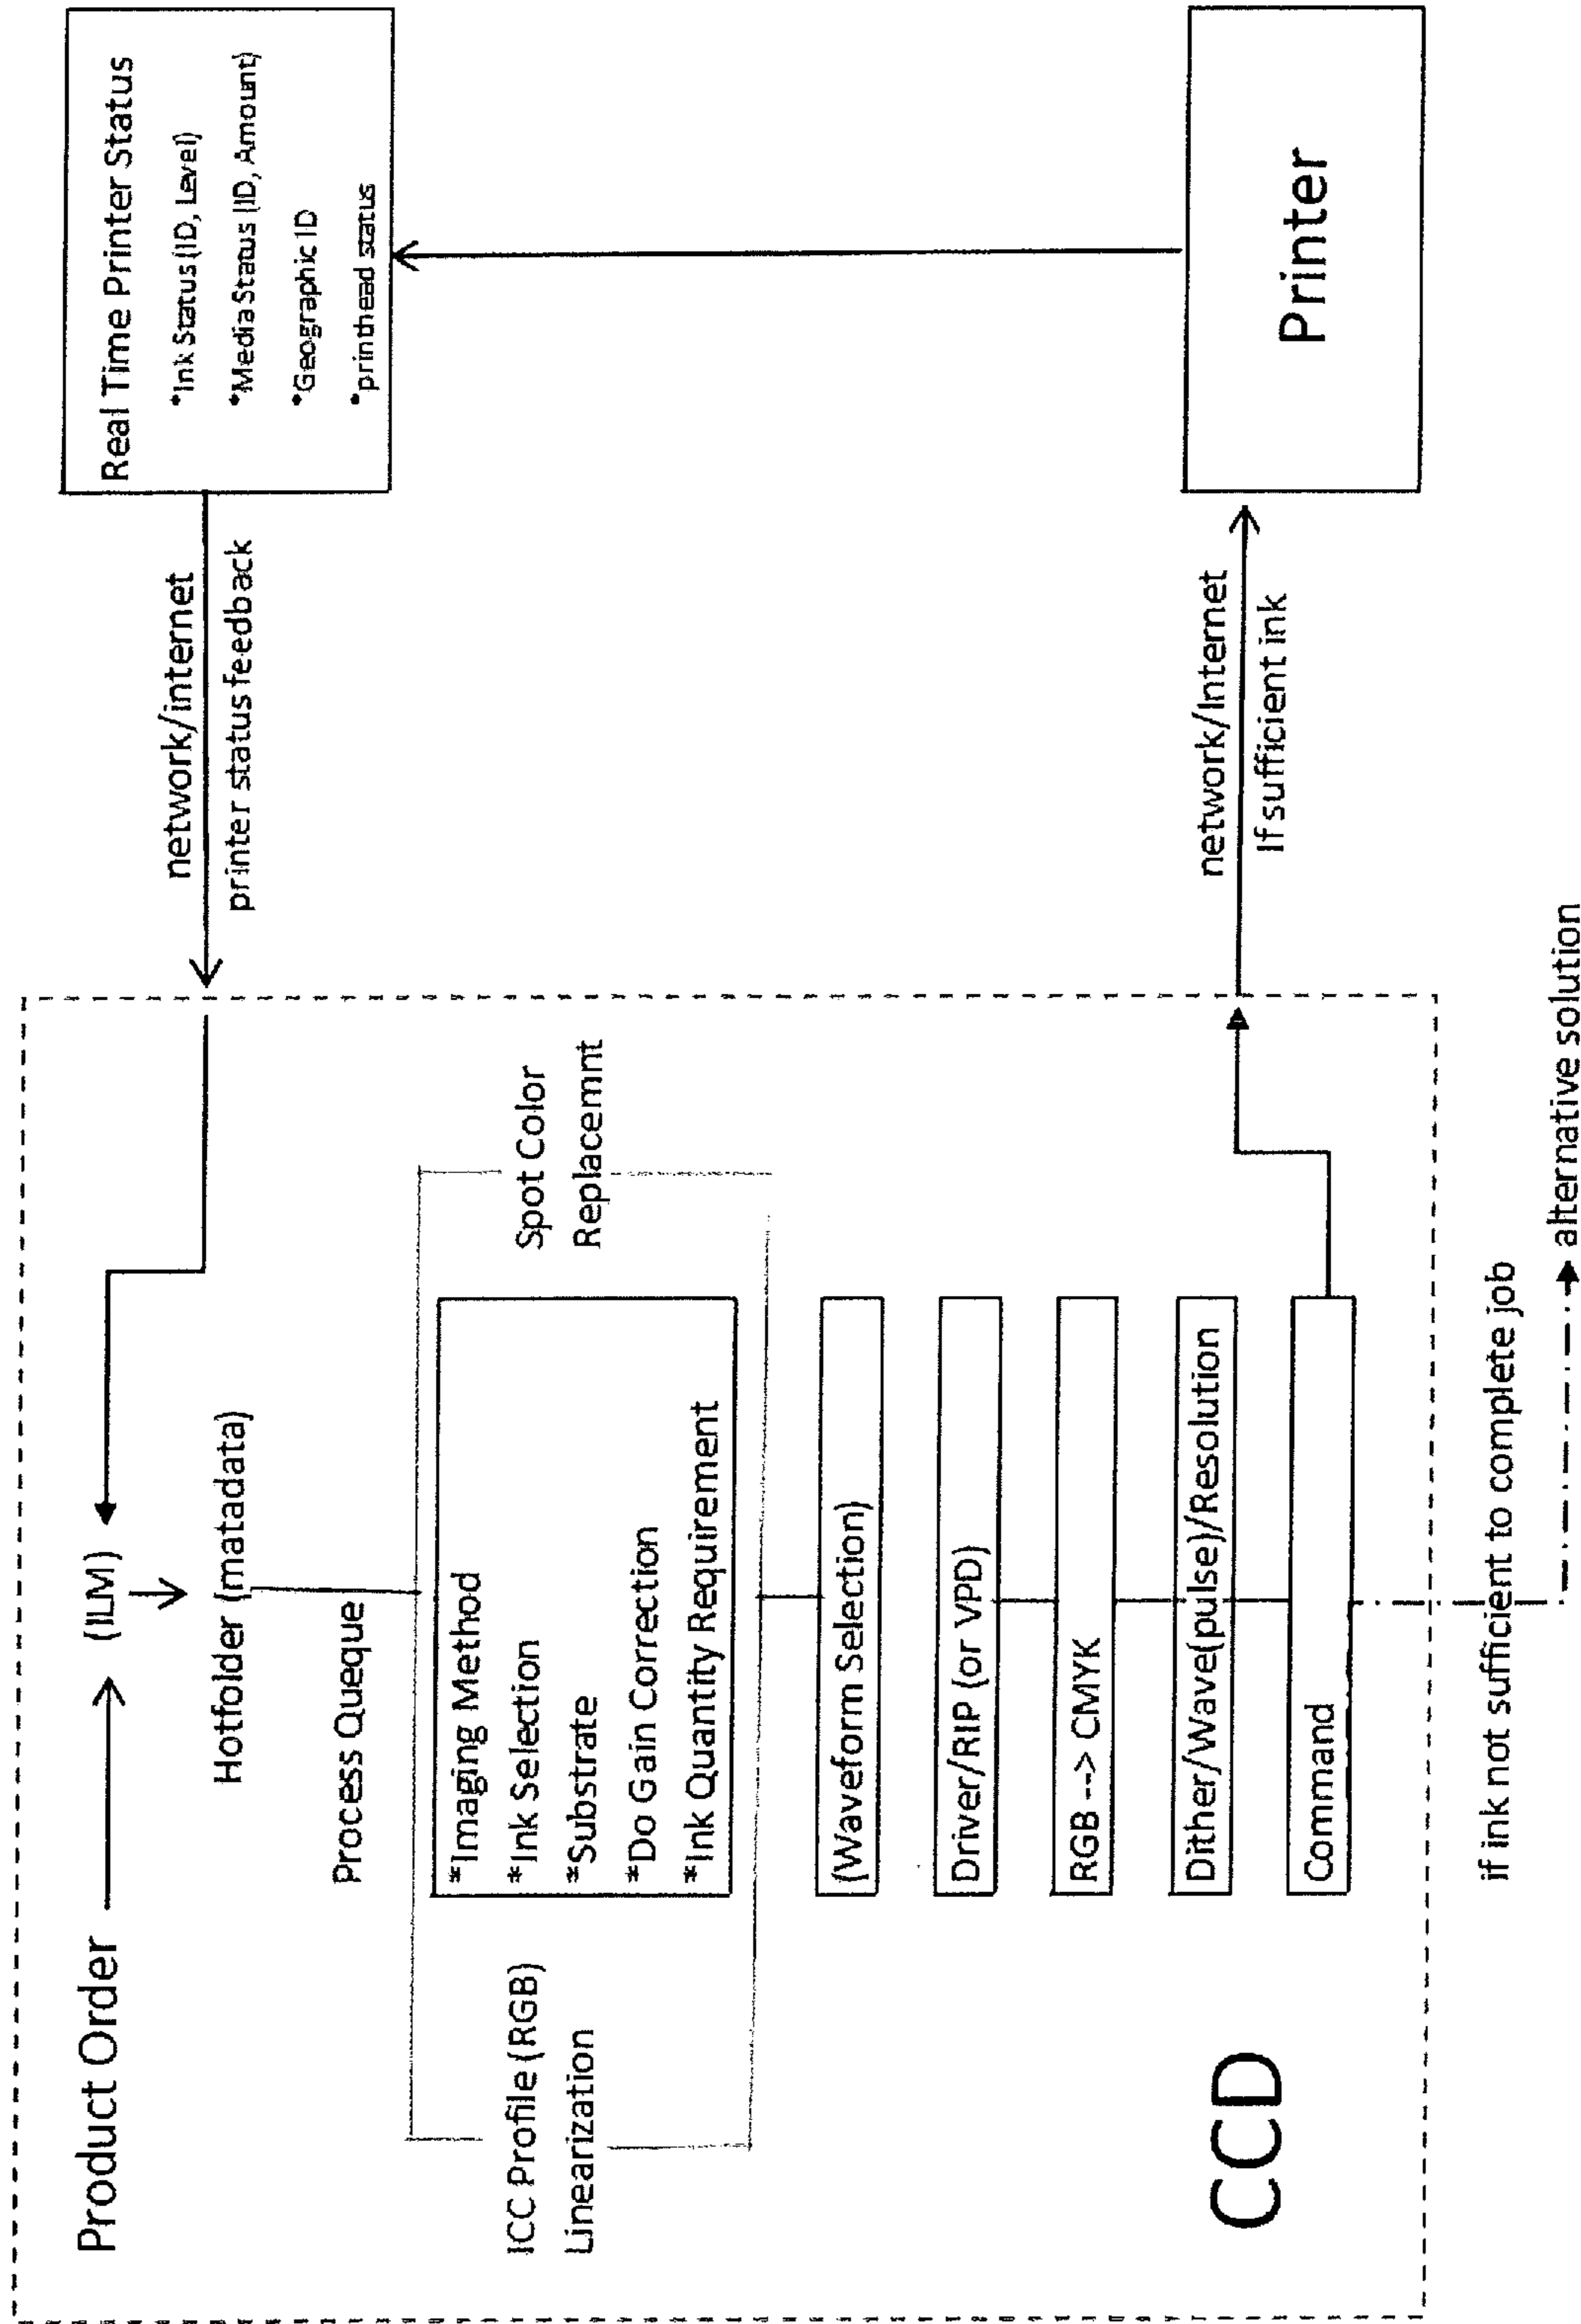 Product Order
(ILM)
Hotfolder (matadata)
Process Queque
ICC Profile (RGB)
Linearization
*Imaging Method
*Ink Selection
*Substrate
*Do Gain Correction
*Ink Quantity Requirement
Spot Color
Replacemnt
(Waveform Selection)
Driver/RIP (or VPD)
RGB --> CMYK
Dither/Wave(pulse)/Resolution
Command
CCD
if ink not sufficient to complete job
alternative solution
network/internet
printer status feedback
Real Time Printer Status
*Ink Status (ID, Level)
*Media Status (ID, Amount)
*Geographic ID
*printhead status
network/Internet
If sufficient ink
Printer